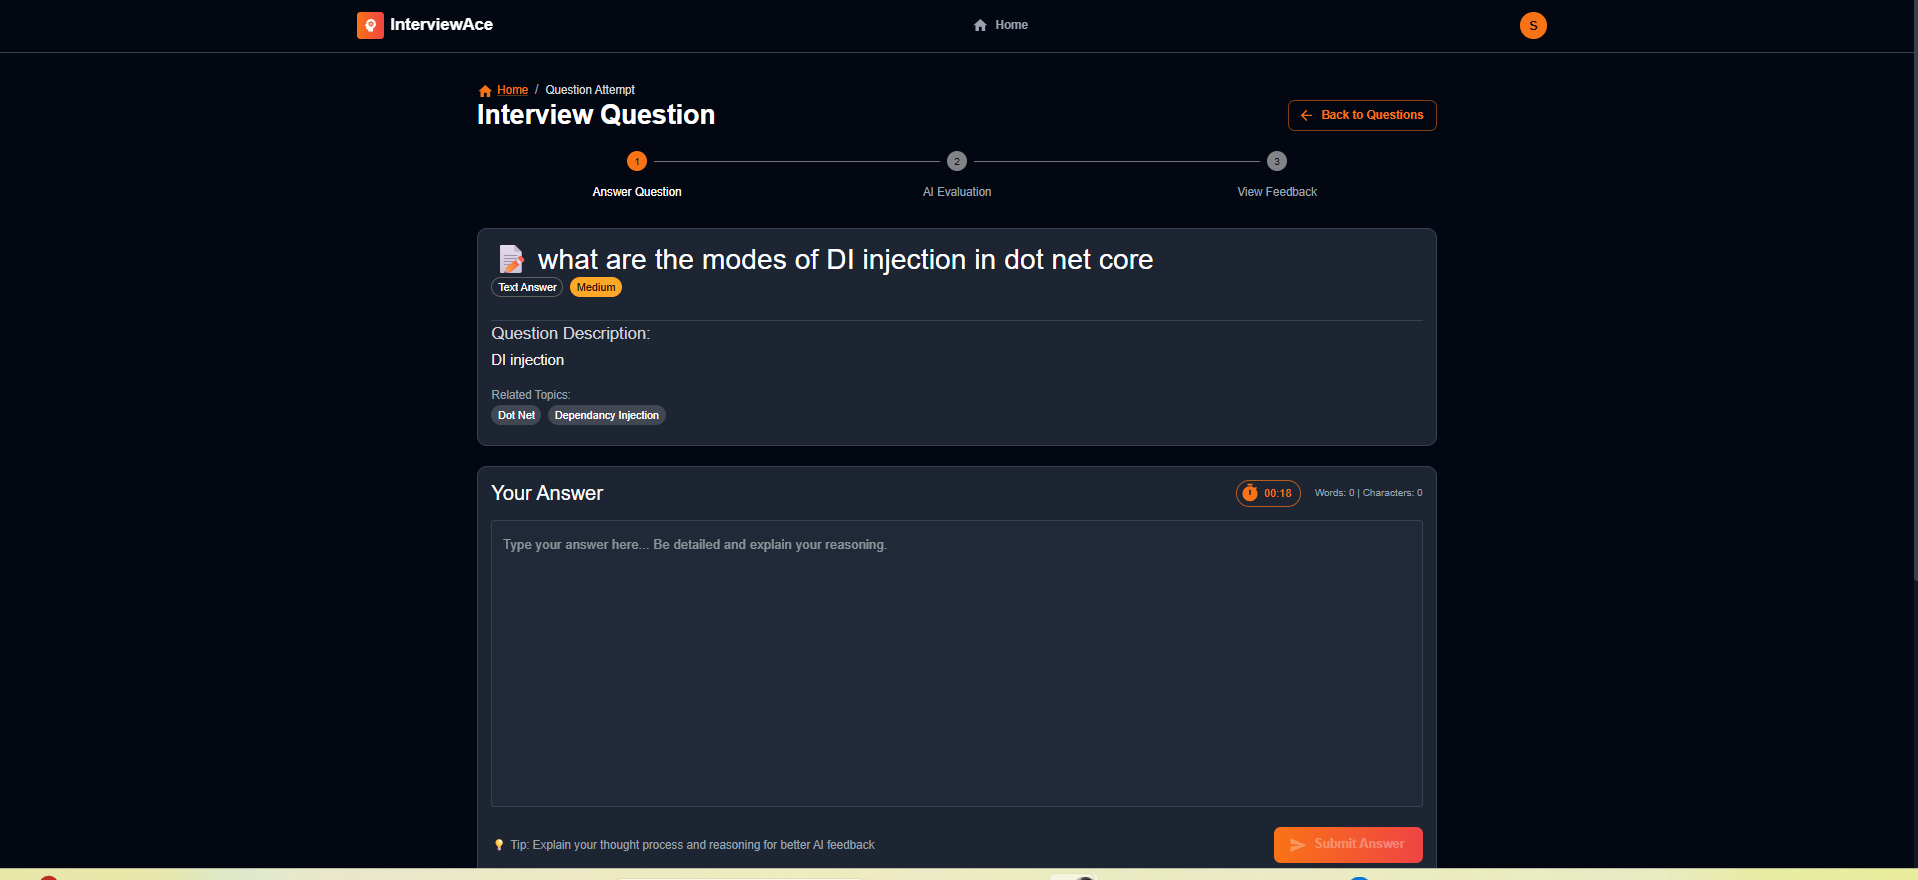 InterviewAce
Home
S
Home / Question Attempt
Interview Question
Back to Questions
1
2
3
Answer Question
AI Evaluation
View Feedback
what are the modes of DI injection in dot net core
Text Answer
Medium
Question Description:
DI injection
Related Topics:
Dot Net
Dependancy Injection
Your Answer
00:18
Words: 0 | Characters: 0
Type your answer here... Be detailed and explain your reasoning.
Tip: Explain your thought process and reasoning for better AI feedback
Submit Answer